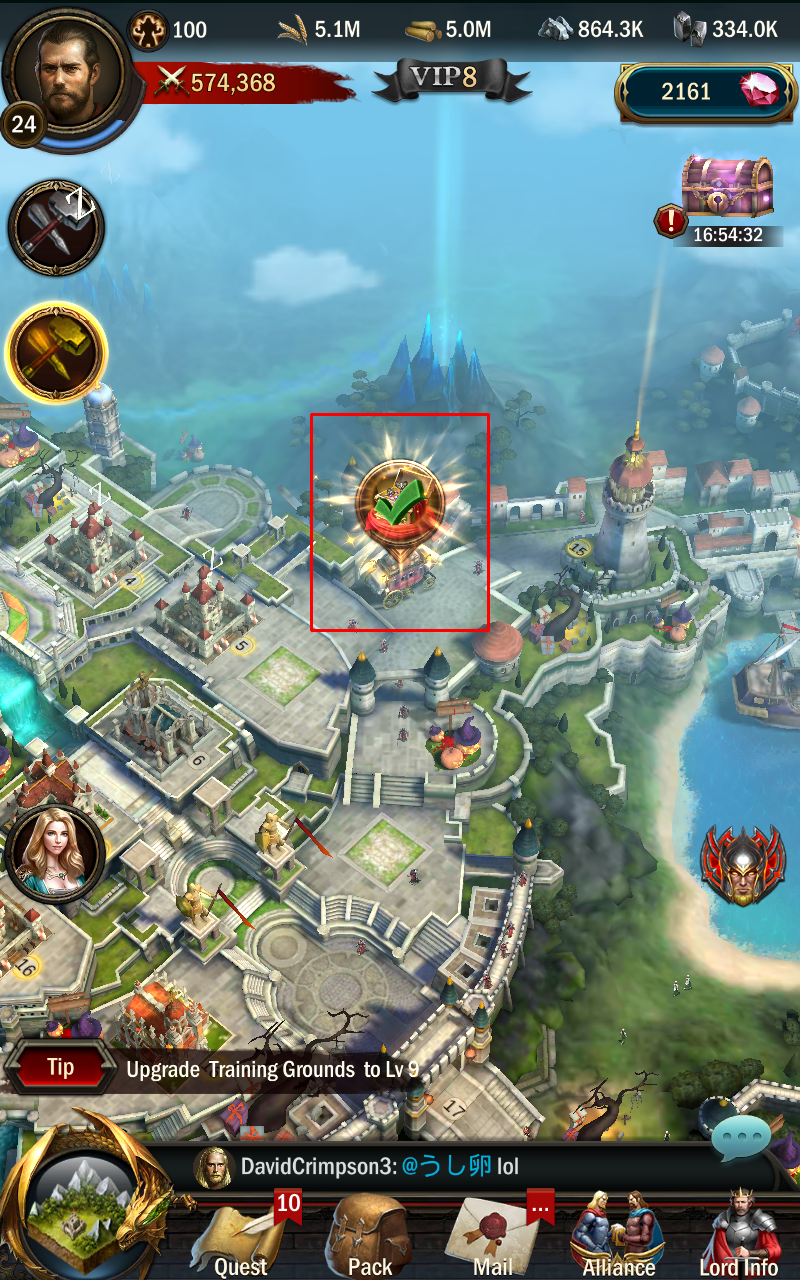 100
5.1M
5.0M
864.3K
334.0K
574,368
VIP8
2161
24
16:54:32
15
4
5
6
16
17
Tip
Upgrade Training Grounds to Lv 9
DavidCrimpson3: @うし卵 lol
10
...
Quest
Pack
Mail
Alliance
Lord Info